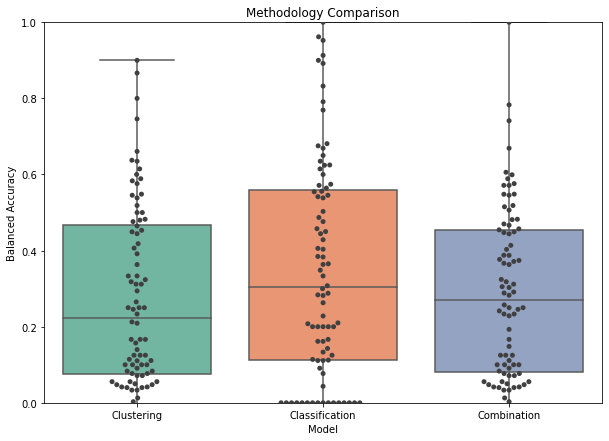 Methodology Comparison
Balanced Accuracy
1.0
0.8
0.6
0.4
0.2
0.0
Clustering Classification Combination
Model